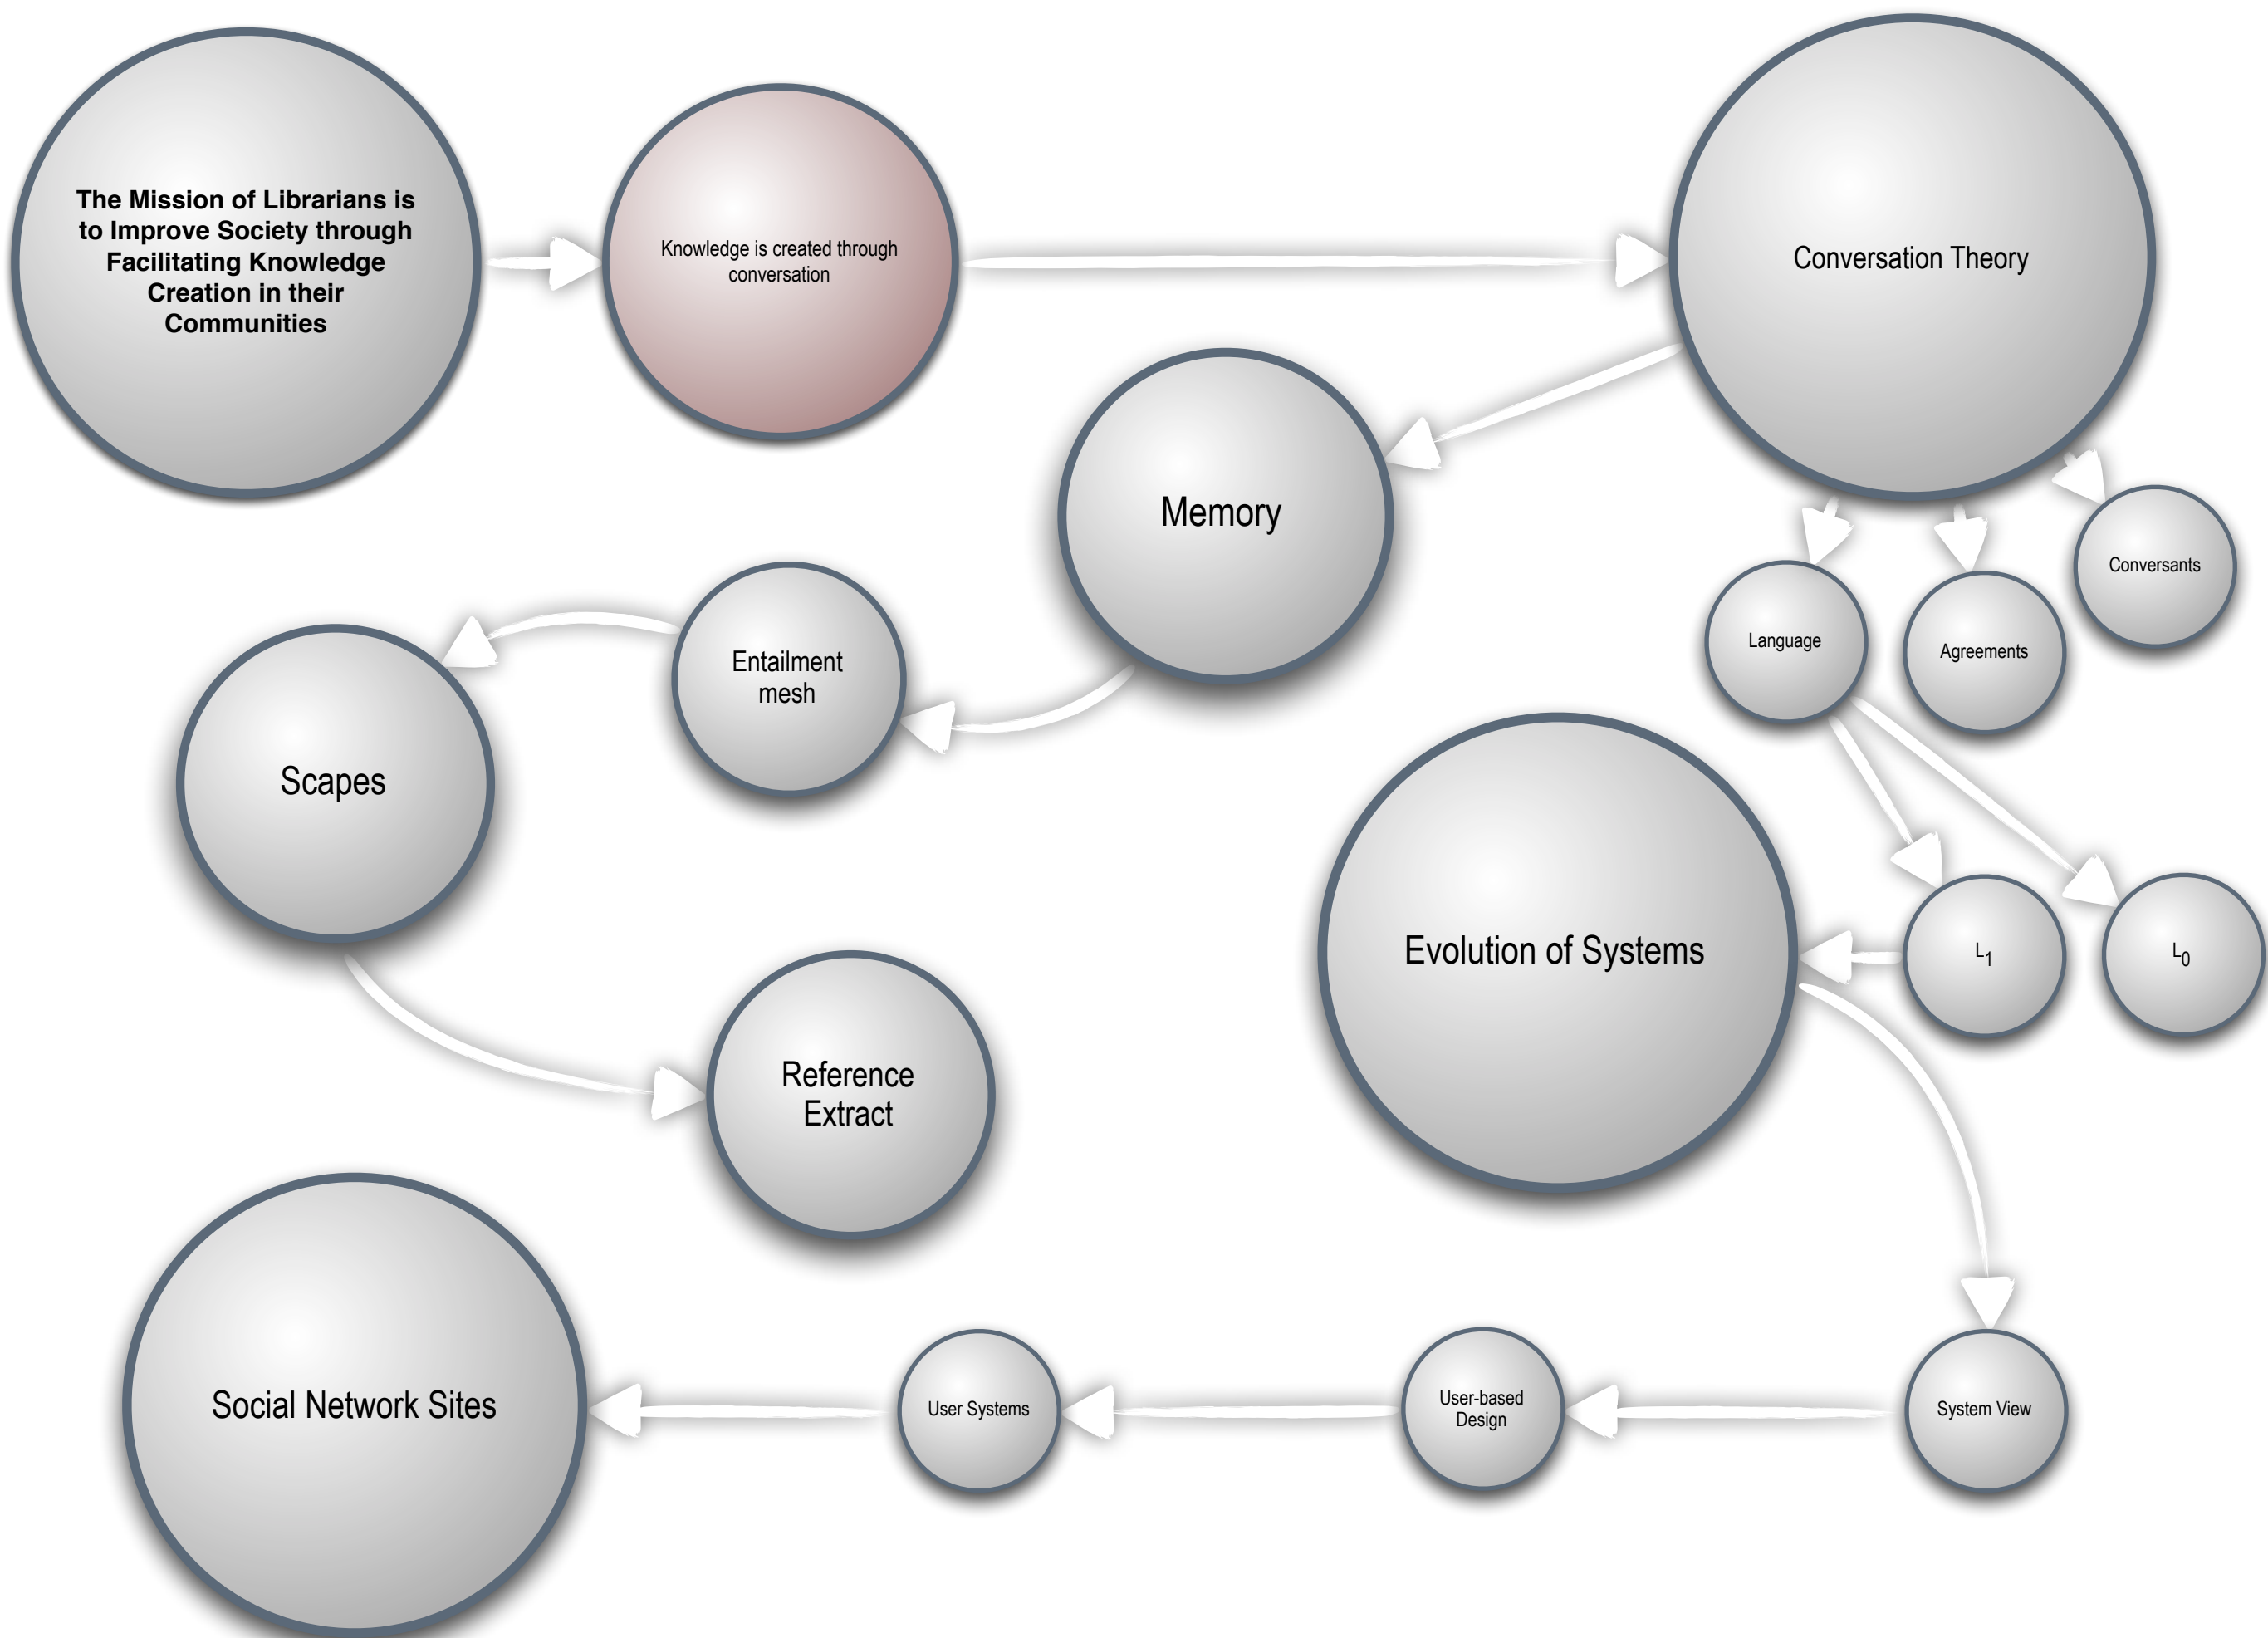 The Mission of Librarians is
to Improve Society through
Facilitating Knowledge
Creation in their
Communities
Knowledge is created through
conversation
Conversation Theory
Memory
Conversants
Language
Agreements
Entailment
mesh
Scapes
Evolution of Systems
L₁
L₀
Reference
Extract
Social Network Sites
User Systems
User-based
Design
System View